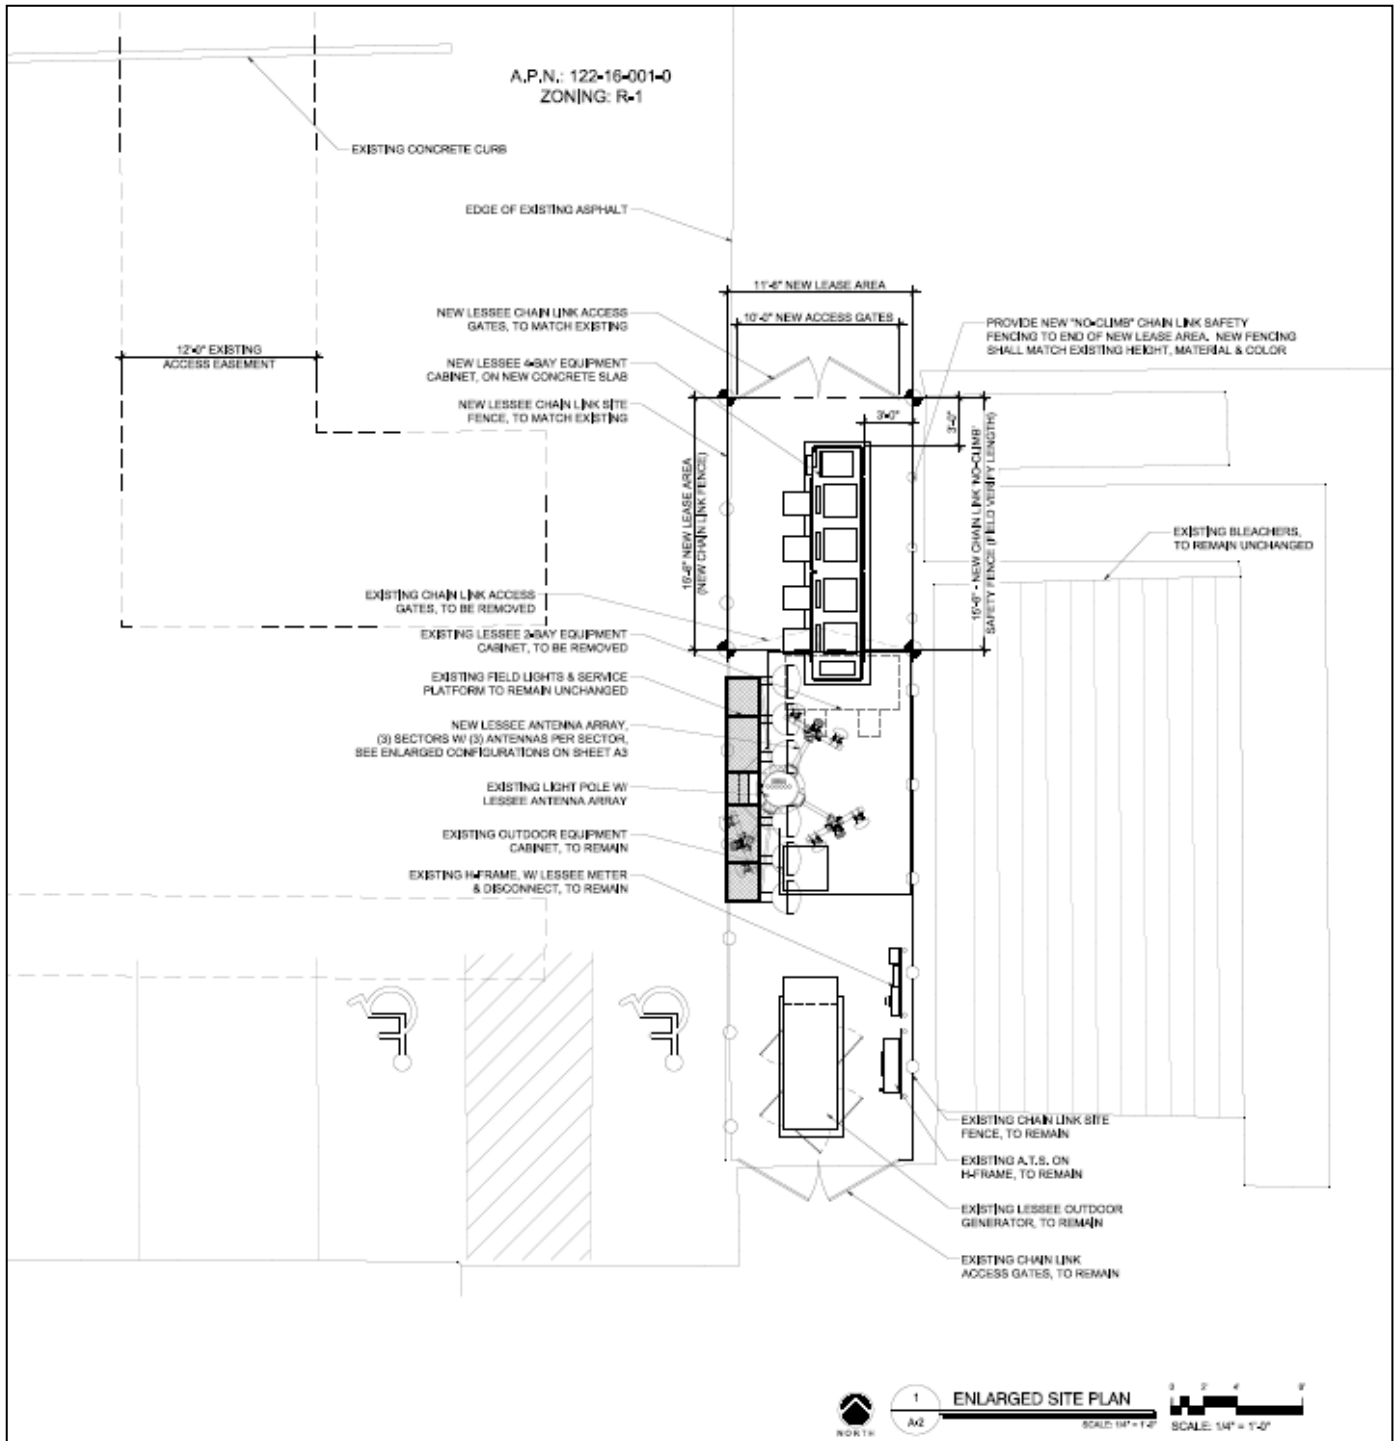 A.P.N.: 122-16-001-0
ZONING: R-1
EXISTING CONCRETE CURB
EDGE OF EXISTING ASPHALT
11'-6" NEW LEASE AREA
10'-0" NEW ACCESS GATES
NEW LESSEE CHAIN LINK ACCESS
GATES, TO MATCH EXISTING
PROVIDE NEW "NO-CLIMB" CHAIN LINK SAFETY
FENCING TO END OF NEW LEASE AREA. NEW FENCING
SHALL MATCH EXISTING HEIGHT, MATERIAL & COLOR
12'-0" EXISTING
ACCESS EASEMENT
NEW LESSEE 4-BAY EQUIPMENT
CABINET, ON NEW CONCRETE SLAB
NEW LESSEE CHAIN LINK SITE
FENCE, TO MATCH EXISTING
3'-0"
3'-0"
15'-6" NEW LEASE AREA
(NEW CHAIN LINK FENCE)
15'-6" - NEW CHAIN LINK 'NO-CLIMB'
SAFETY FENCE (FIELD VERIFY LENGTH)
EXISTING BLEACHERS,
TO REMAIN UNCHANGED
EXISTING CHAIN LINK ACCESS
GATES, TO BE REMOVED
EXISTING LESSEE 2-BAY EQUIPMENT
CABINET, TO BE REMOVED
EXISTING FIELD LIGHTS & SERVICE
PLATFORM TO REMAIN UNCHANGED
NEW LESSEE ANTENNA ARRAY,
(3) SECTORS W/ (3) ANTENNAS PER SECTOR,
SEE ENLARGED CONFIGURATIONS ON SHEET A3
EXISTING LIGHT POLE W/
LESSEE ANTENNA ARRAY
EXISTING OUTDOOR EQUIPMENT
CABINET, TO REMAIN
EXISTING H-FRAME, W/ LESSEE METER
& DISCONNECT, TO REMAIN
EXISTING CHAIN LINK SITE
FENCE, TO REMAIN
EXISTING A.T.S. ON
H-FRAME, TO REMAIN
EXISTING LESSEE OUTDOOR
GENERATOR, TO REMAIN
EXISTING CHAIN LINK
ACCESS GATES, TO REMAIN
NORTH
1
A-2
ENLARGED SITE PLAN
SCALE: 1/4" = 1'-0"
0 2' 4' 8'
SCALE: 1/4" = 1'-0"